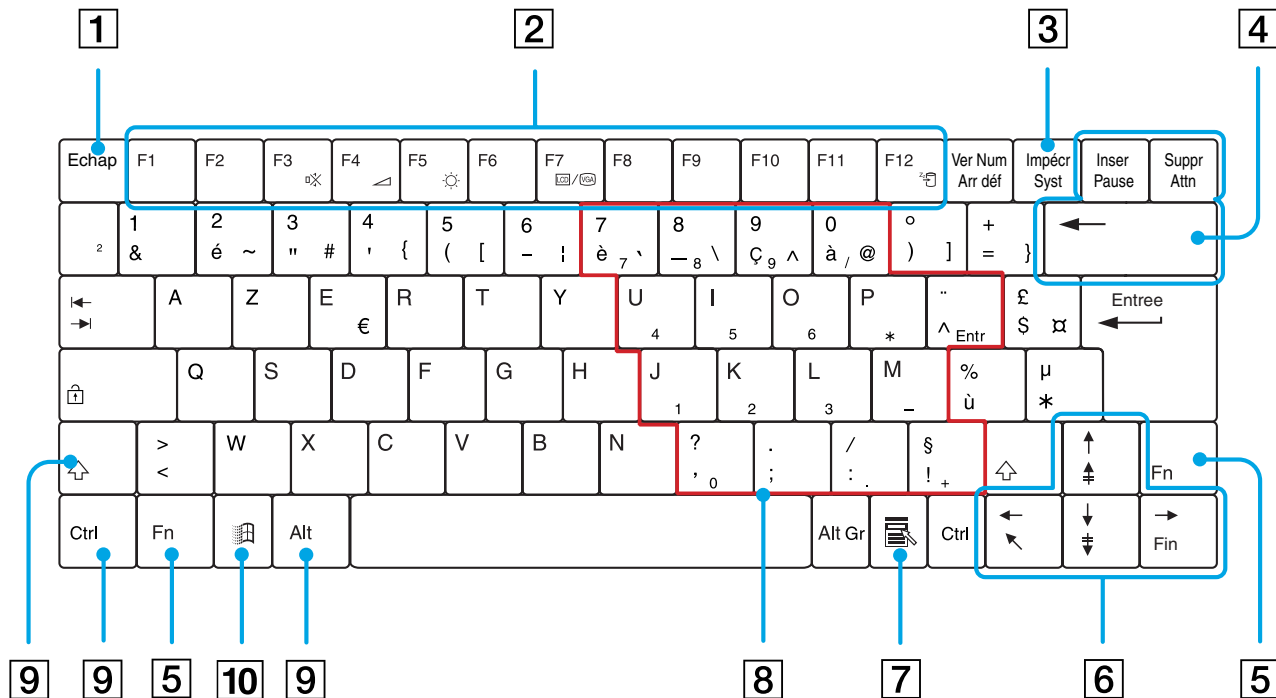 1 2 3 4
Echap F1 F2 F3 F4 F5 F6 F7 LCD / VGA F8 F9 F10 F11 F12 z z Ver Num Arr déf Impécr Syst Inser Pause Suppr Attn
1 2 3 4 5 6 7 8 9 0 ° +
² & é ~ " # ' { ( [ - ¦ è 7 ` _ 8 \ ç 9 ^ à / @ ) ] = }
A Z E € R T Y U 4 I 5 O 6 P * ¨ ^ Entr £ $ ¤ Entree
Q S D F G H J 1 K 2 L 3 M - % ù µ *
> < W X C V B N ? , 0 . ; / : . § ! + Fn
Ctrl Fn Alt Alt Gr Ctrl Fin
9 9 5 10 9 8 7 6 5